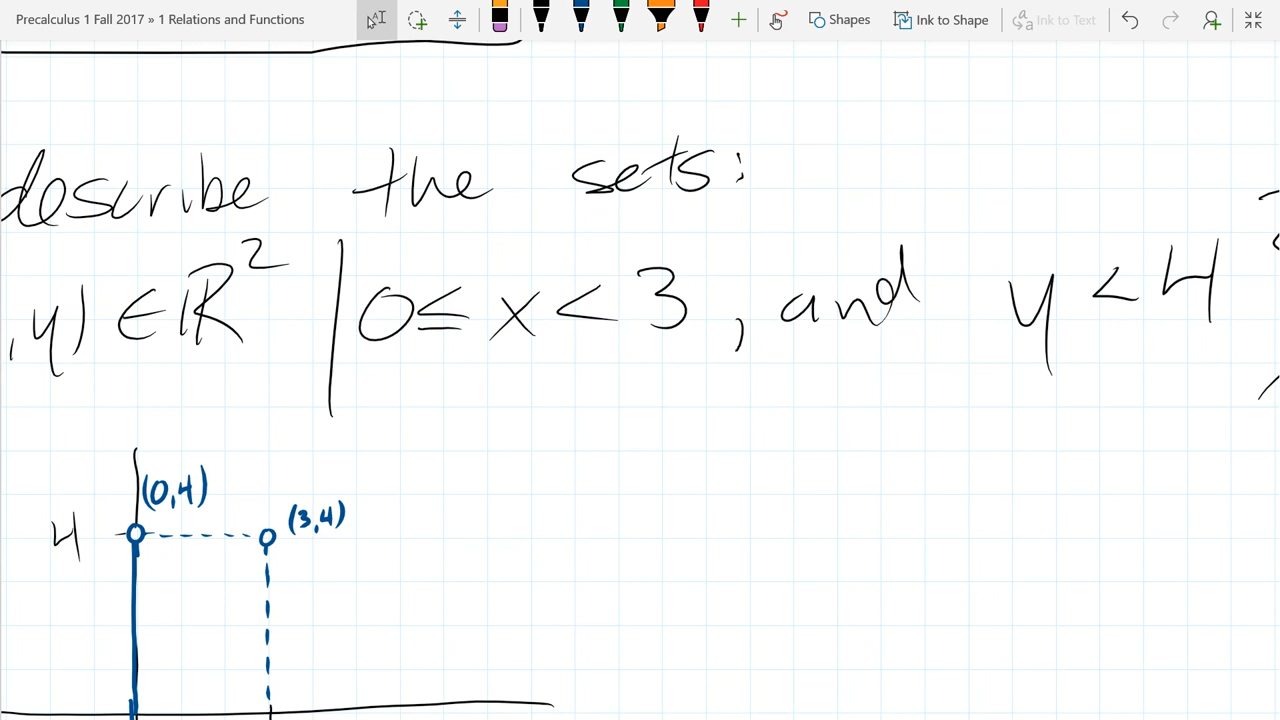 Precalculus 1 Fall 2017 » 1 Relations and Functions
Shapes
Ink to Shape
Ink to Text
describe the sets:
,y) ∈ ℝ² | 0 ≤ x < 3, and y < 4
(0,4)
(3,4)
4